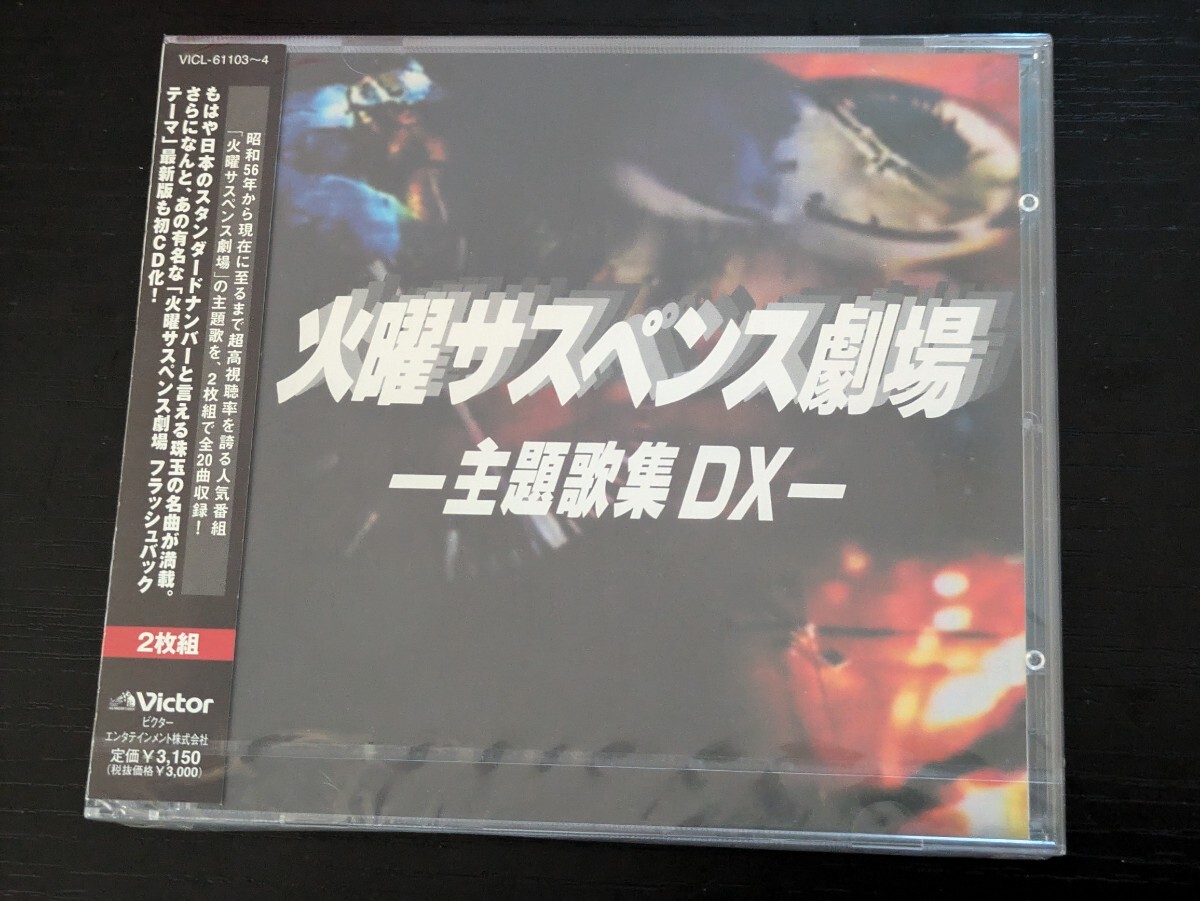 VICL-61103～4
昭和56年から現在に至るまで超高視聴率を誇る人気番組
「火曜サスペンス劇場」の主題歌を、2枚組で全20曲収録！
もはや日本のスタンダードナンバーと言える珠玉の名曲が満載。
さらになんと、あの有名な「火曜サスペンス劇場 フラッシュバック
テーマ」最新版も初CD化！
2枚組
Victor
ビクター
エンタテインメント株式会社
定価￥3,150
(税抜価格￥3,000)
火曜サスペンス劇場
ー主題歌集 DXー